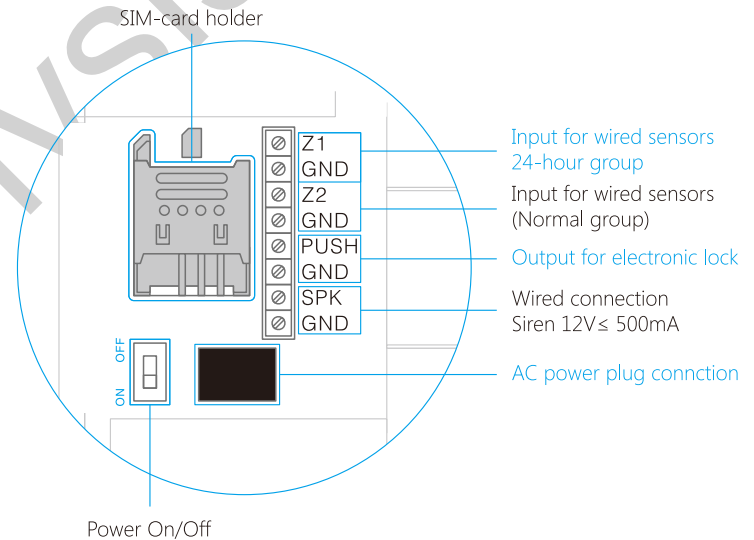 SIM-card holder
Z1
GND
Z2
GND
PUSH
GND
SPK
GND
Input for wired sensors
24-hour group
Input for wired sensors
(Normal group)
Output for electronic lock
Wired connection
Siren 12V≤ 500mA
AC power plug connction
OFF
ON
Power On/Off